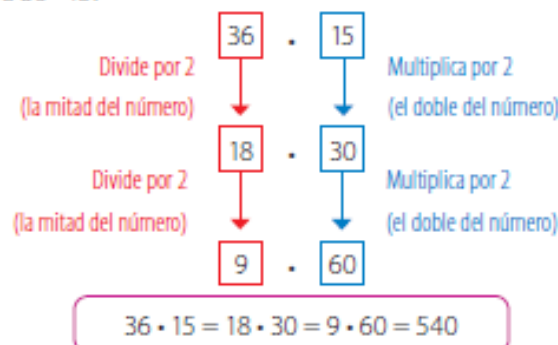 36 · 15
Divide por 2
(la mitad del número)
Multiplica por 2
(el doble del número)
18 · 30
Divide por 2
(la mitad del número)
Multiplica por 2
(el doble del número)
9 · 60
36 · 15 = 18 · 30 = 9 · 60 = 540